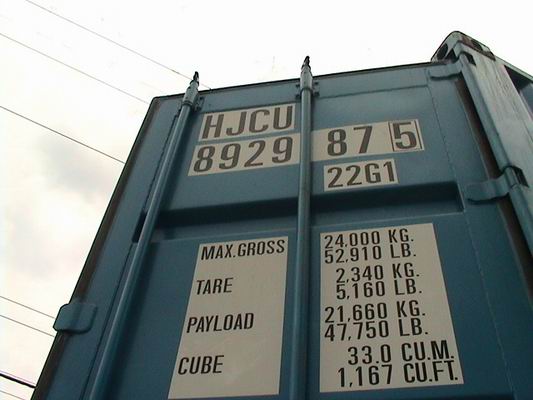 HJCU
8929 87 5
22G1
MAX.GROSS 24,000 KG.
52,910 LB.
TARE 2,340 KG.
5,160 LB.
PAYLOAD 21,660 KG.
47,750 LB.
CUBE 33.0 CU.M.
1,167 CU.FT.